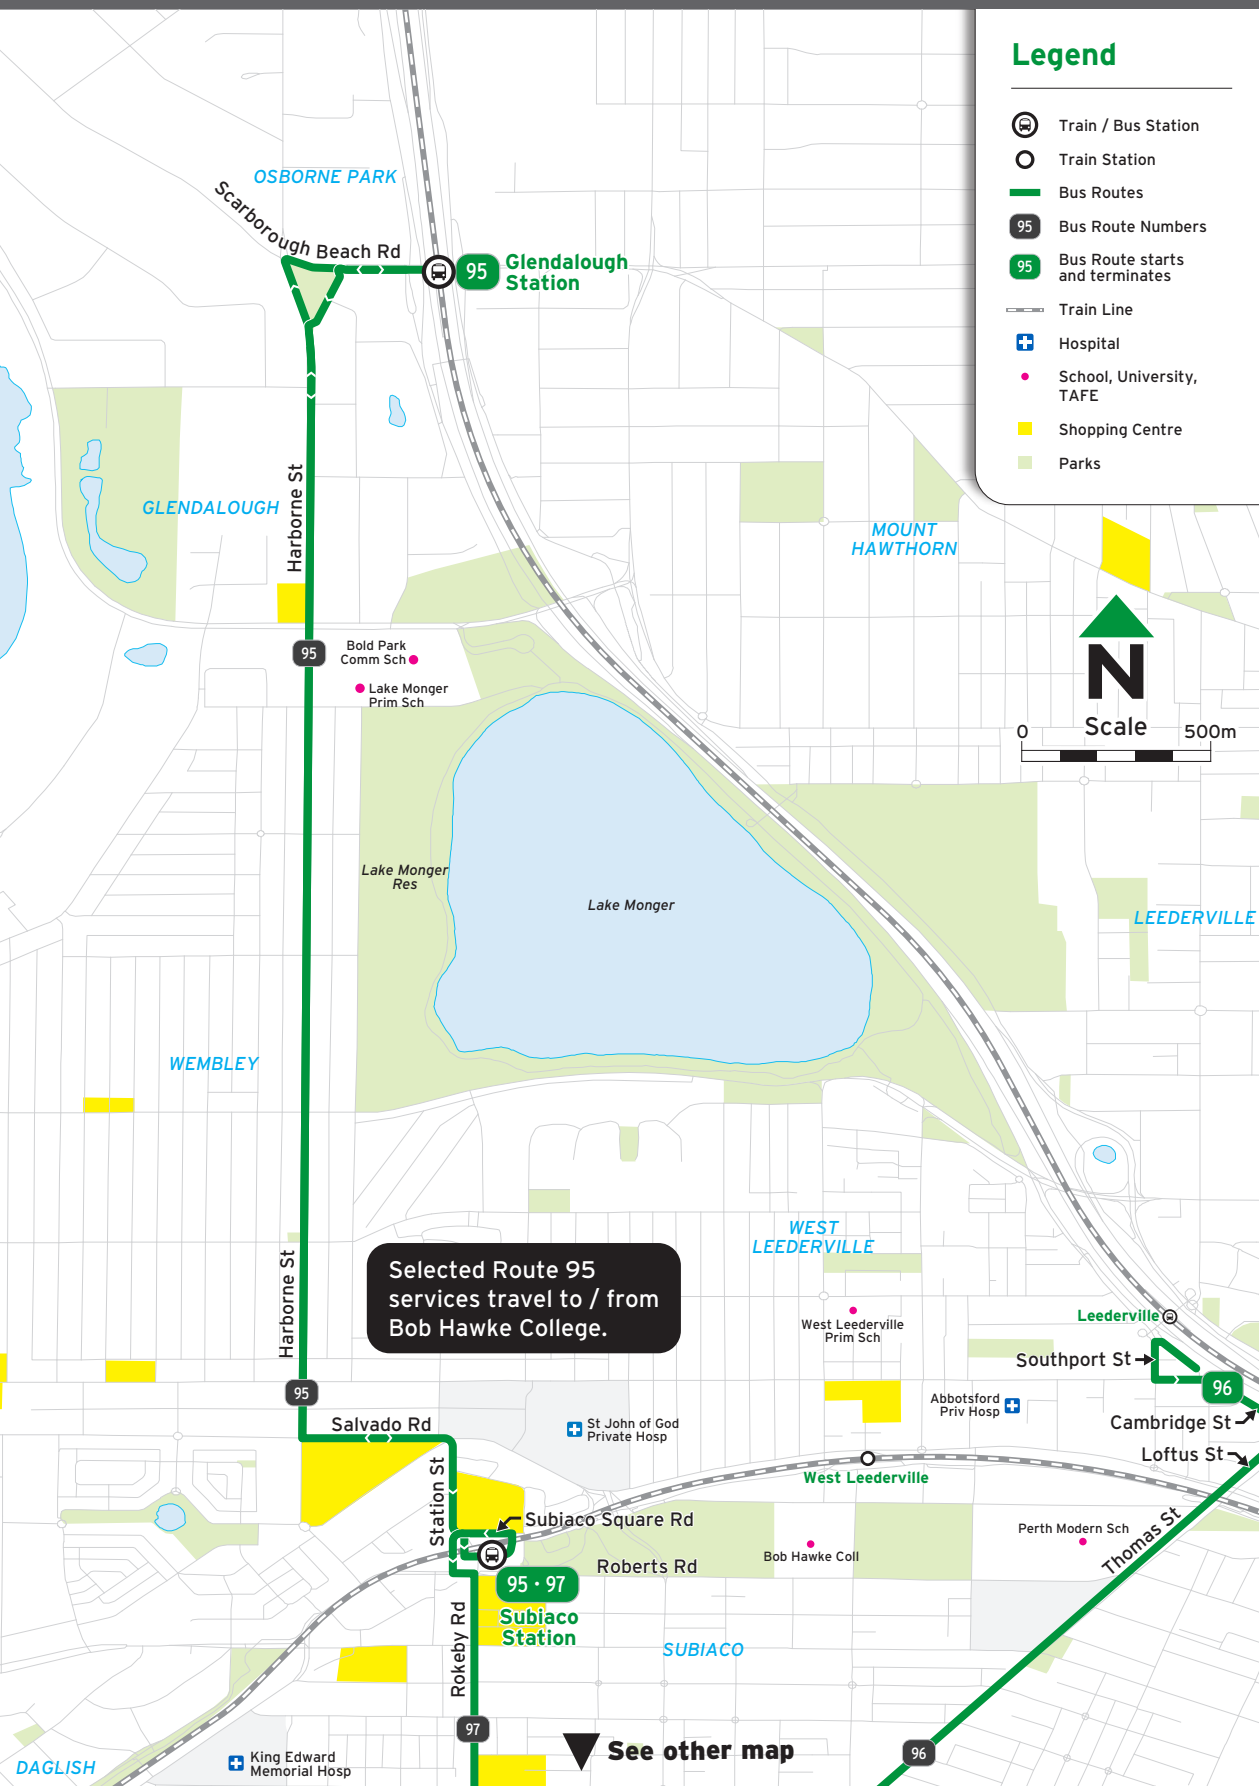 Legend
Train / Bus Station
Train Station
Bus Routes
95
Bus Route Numbers
95
Bus Route starts
and terminates
Train Line
Hospital
School, University,
TAFE
Shopping Centre
Parks
OSBORNE PARK
Scarborough Beach Rd
95
Glendalough
Station
GLENDALOUGH
Harborne St
MOUNT
HAWTHORN
N
Scale
0
500m
95
Bold Park
Comm Sch
Lake Monger
Prim Sch
Lake Monger
Res
Lake Monger
LEEDERVILLE
WEMBLEY
WEST
LEEDERVILLE
Harborne St
Selected Route 95
services travel to / from
Bob Hawke College.
West Leederville
Prim Sch
Leederville
Southport St
96
Abbotsford
Priv Hosp
Cambridge St
Loftus St
95
Salvado Rd
St John of God
Private Hosp
West Leederville
Station St
Subiaco Square Rd
Bob Hawke Coll
Perth Modern Sch
Thomas St
Roberts Rd
95 · 97
Subiaco
Station
Rokeby Rd
SUBIACO
97
See other map
96
King Edward
Memorial Hosp
DAGLISH